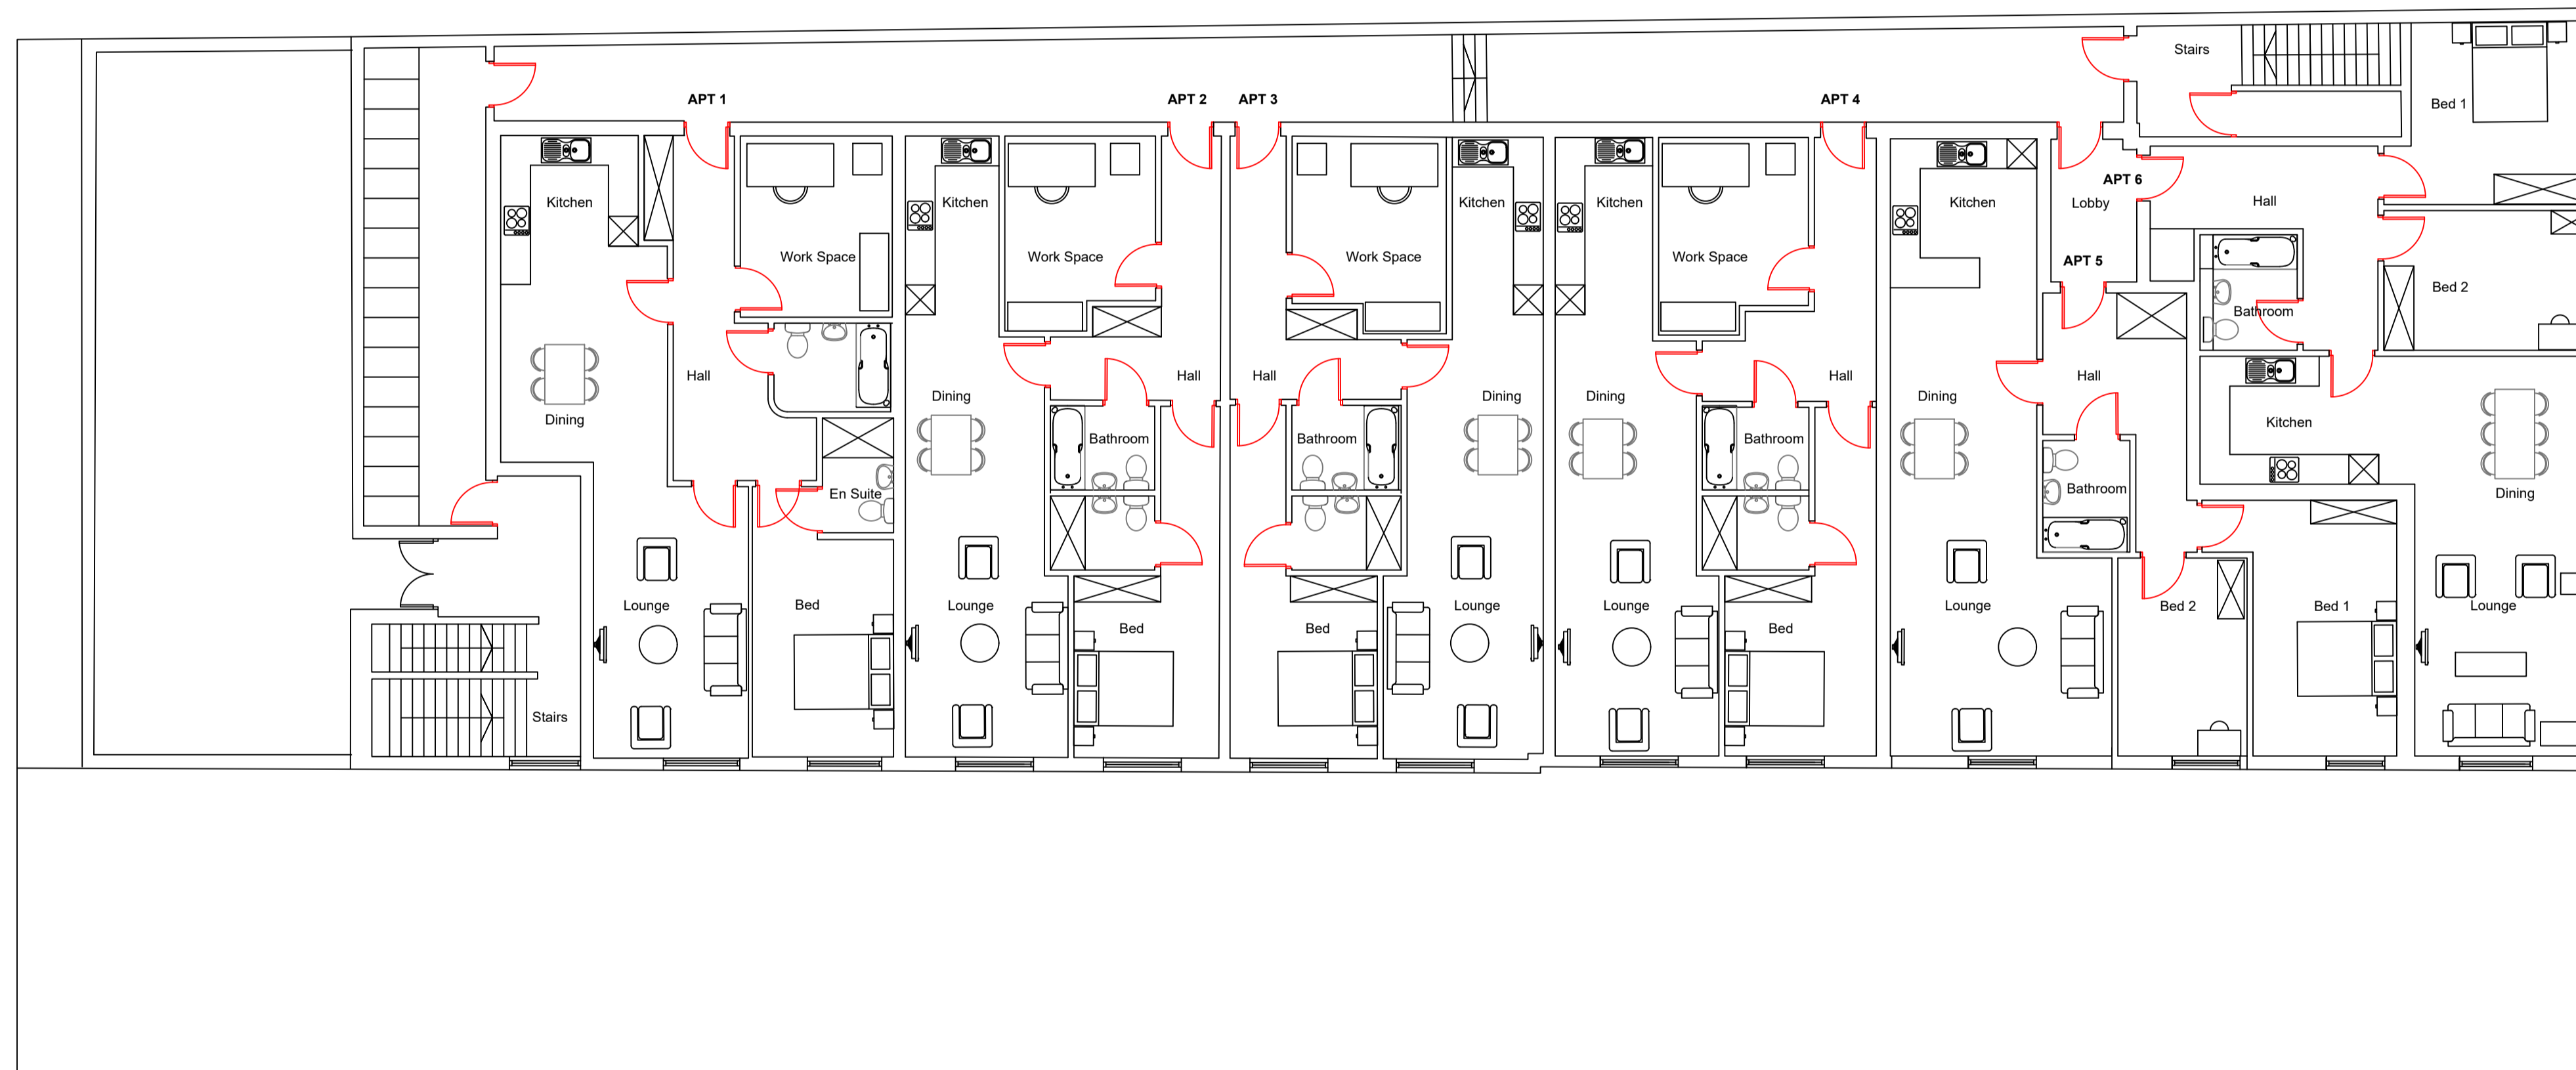 Stairs
APT 1
APT 2
APT 3
APT 4
Bed 1
APT 6
Kitchen
Kitchen
Kitchen
Kitchen
Kitchen
Lobby
Hall
Work Space
Work Space
Work Space
Work Space
APT 5
Bed 2
Bathroom
Hall
Hall
Hall
Hall
Hall
Dining
Dining
Dining
Dining
Dining
Kitchen
Bathroom
Bathroom
Bathroom
En Suite
Bathroom
Dining
Lounge
Bed
Lounge
Bed
Bed
Lounge
Lounge
Bed
Lounge
Bed 2
Bed 1
Lounge
Stairs